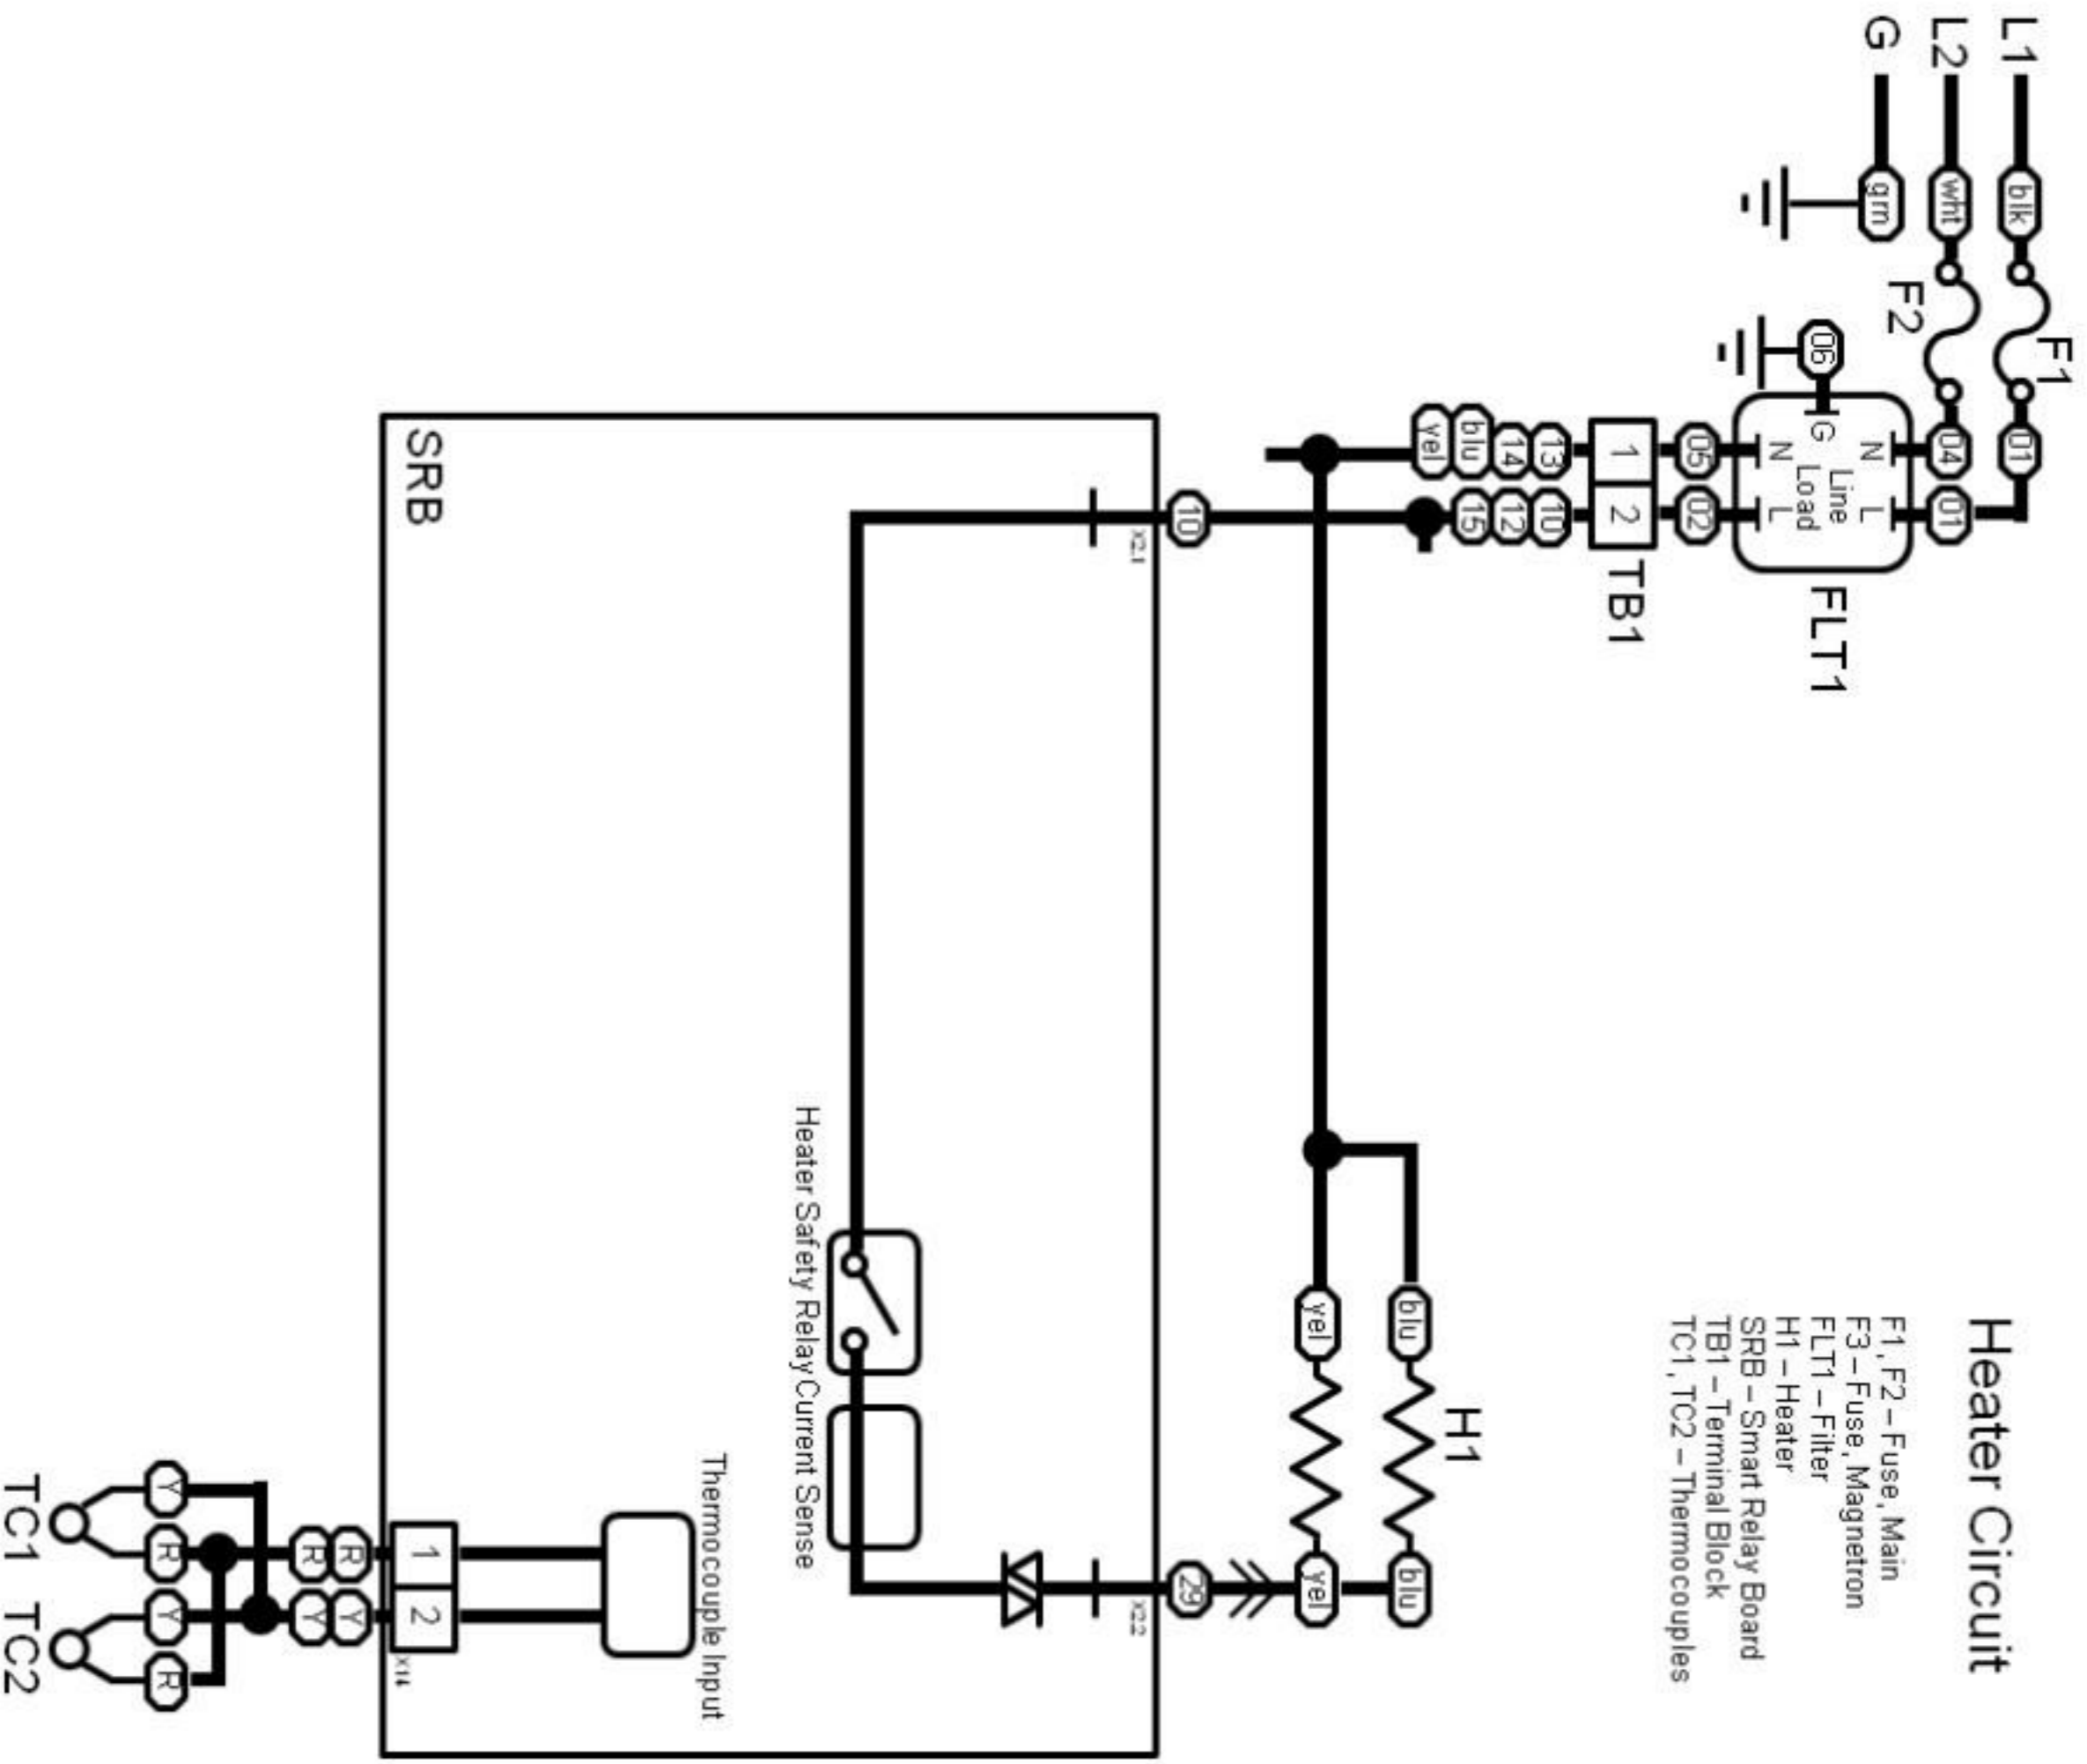 Heater Circuit
F1, F2 – Fuse, Main
F3 – Fuse, Magnetron
FLT1 – Filter
H1 – Heater
SRB – Smart Relay Board
TB1 – Terminal Block
TC1, TC2 – Thermocouples
L1
blk
F1
01
L2
wht
F2
04
01
G
grn
06
G
N
L
Line
Load
N
L
FLT1
05
02
1
2
TB1
13
14
blu
yel
10
12
15
H1
blu
blu
yel
yel
10
X2.1
29
X2.2
SRB
Heater Safety Relay
Current Sense
Thermocouple Input
1
2
X14
R
R
Y
Y
Y
R
Y
R
TC1
TC2